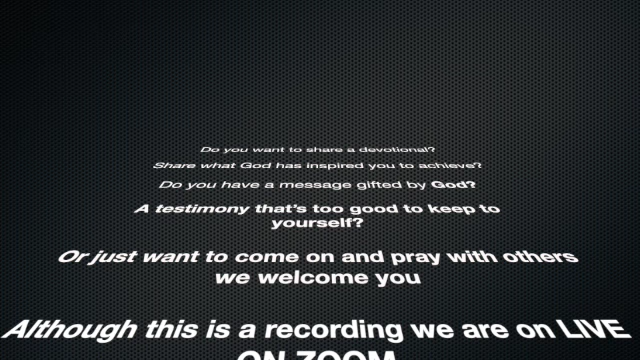 Do you want to share a devotional?
Share what God has inspired you to achieve?
Do you have a message gifted by God?
A testimony that's too good to keep to
yourself?
Or just want to come on and pray with others
we welcome you
Although this is a recording we are on LIVE
ON ZOOM